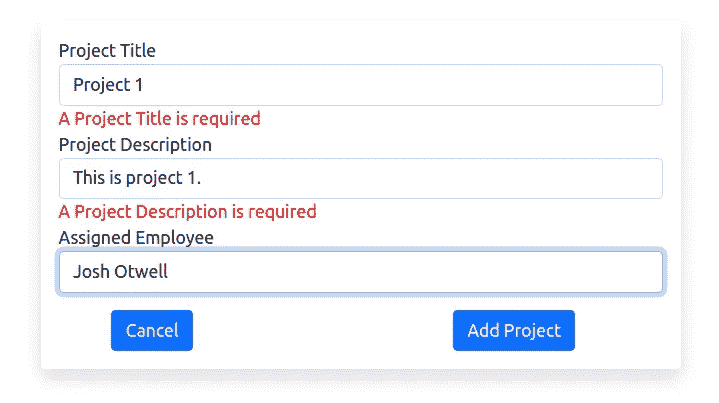 Project Title
Project 1
A Project Title is required
Project Description
This is project 1.
A Project Description is required
Assigned Employee
Josh Otwell
Cancel Add Project